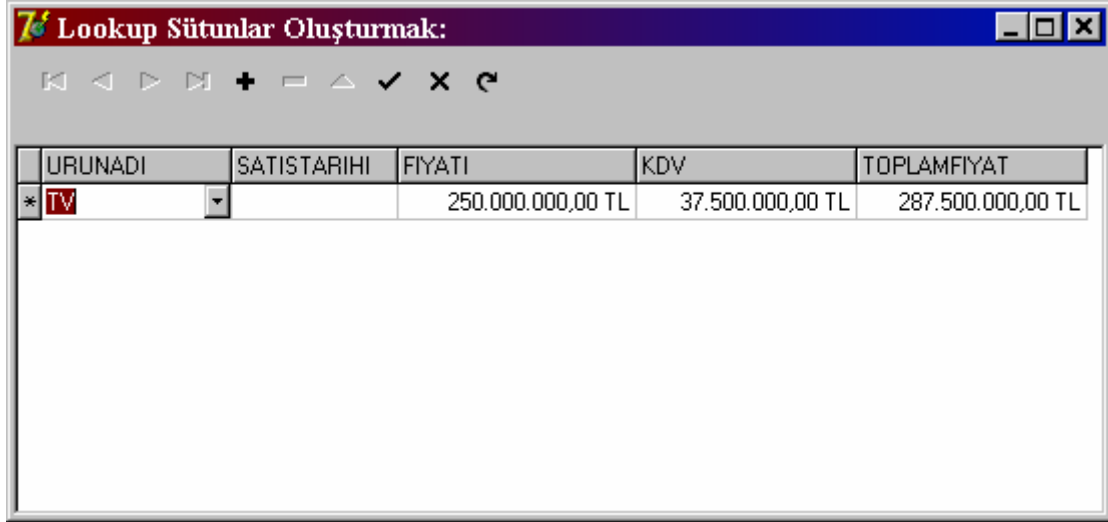 Lookup Sütunlar Oluşturmak:
URUNADI SATISTARIHI FIYATI KDV TOPLAMFIYAT
* TV 250.000.000,00 TL 37.500.000,00 TL 287.500.000,00 TL